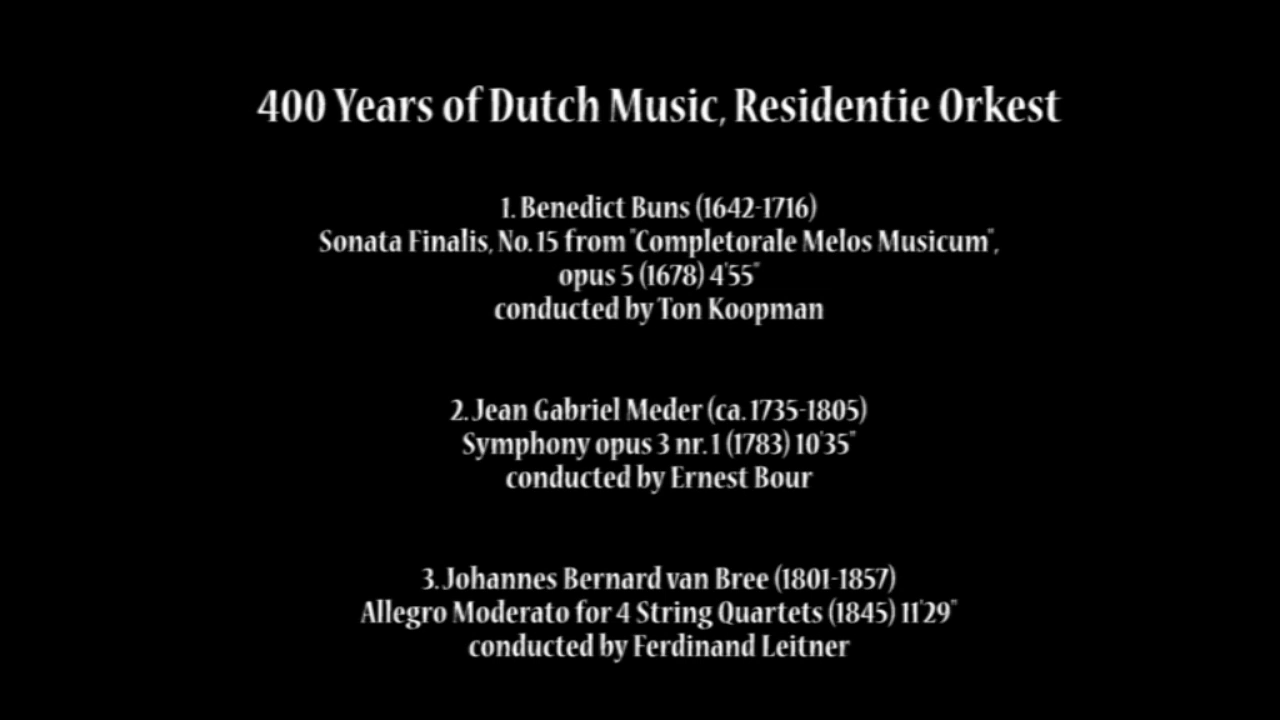 400 Years of Dutch Music, Residentie Orkest
1. Benedict Buns (1642-1716)
Sonata Finalis, No. 15 from "Completorale Melos Musicum",
opus 5 (1678) 4'55"
conducted by Ton Koopman
2. Jean Gabriel Meder (ca. 1735-1805)
Symphony opus 3 nr. 1 (1783) 10'35"
conducted by Ernest Bour
3. Johannes Bernard van Bree (1801-1857)
Allegro Moderato for 4 String Quartets (1845) 11'29"
conducted by Ferdinand Leitner